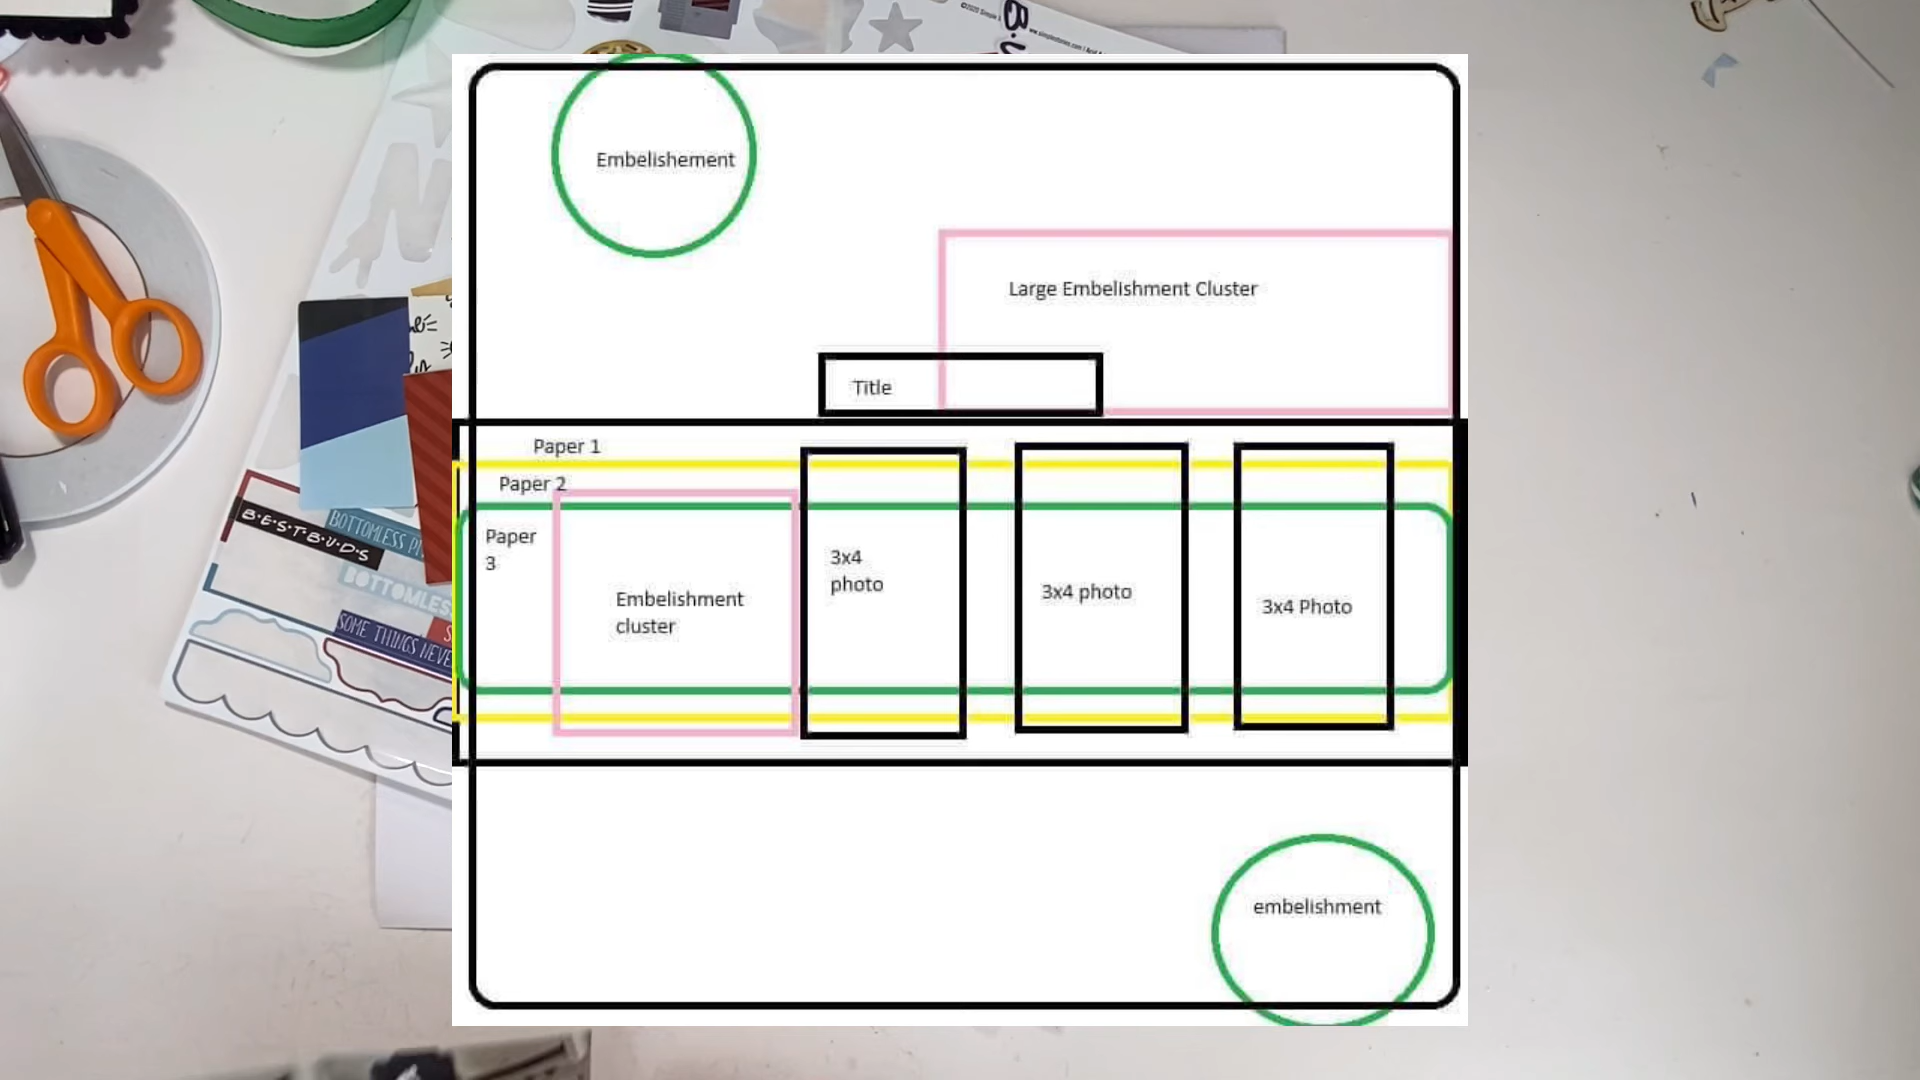 B.U
Embelishement
Large Embelishment Cluster
Title
Paper 1
Paper 2
Paper
3
3x4
photo
3x4 photo
3x4 Photo
Embelishment
cluster
embelishment
B·E·S·T·B·U·D·S
BOTTOMLESS
BOTTOMLES
SOME THINGS NEVE